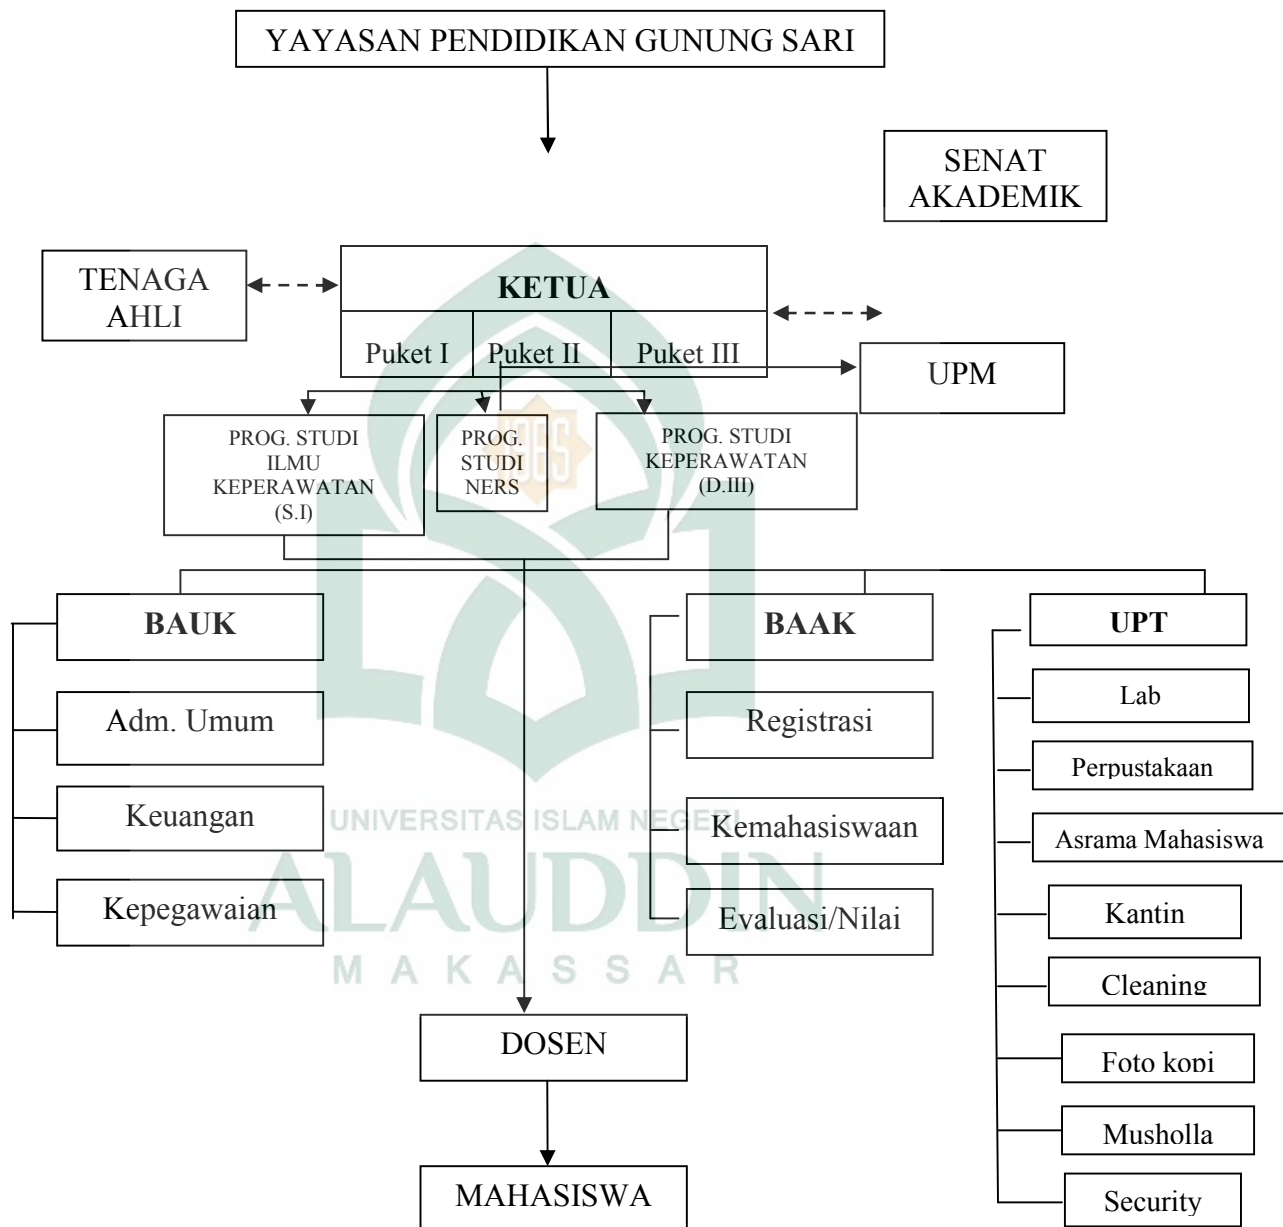 YAYASAN PENDIDIKAN GUNUNG SARI
SENAT
AKADEMIK
TENAGA
AHLI
KETUA
Puket I
Puket II
Puket III
UPM
PROG. STUDI
ILMU
KEPERAWATAN
(S.I)
PROG.
STUDI
NERS
PROG. STUDI
KEPERAWATAN
(D.III)
1965
BAUK
BAAK
UPT
Adm. Umum
Registrasi
Lab
Perpustakaan
Keuangan
Kemahasiswaan
Asrama Mahasiswa
UNIVERSITAS ISLAM NEGERI
ALAUDDIN
MAKASSAR
Kepegawaian
Evaluasi/Nilai
Kantin
Cleaning
DOSEN
Foto kopi
Musholla
MAHASISWA
Security